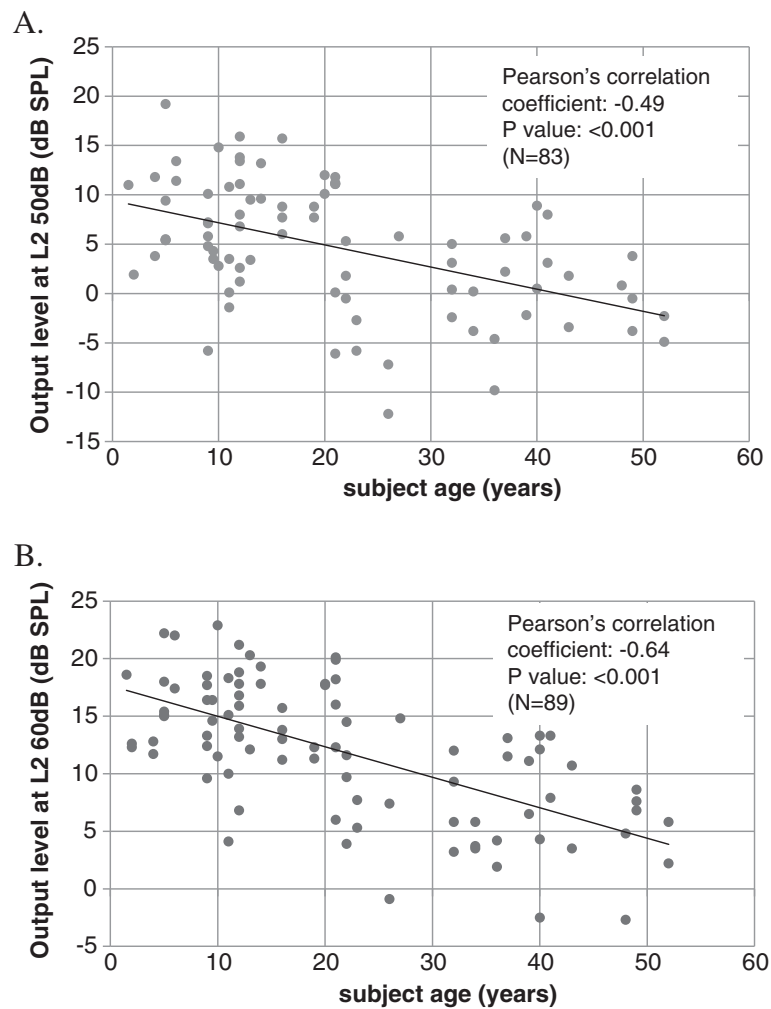 A.
Output level at L2 50dB (dB SPL)
25
20
15
10
5
0
-5
-10
-15
Pearson's correlation
coefficient: -0.49
P value: <0.001
(N=83)
0 10 20 30 40 50 60
subject age (years)
B.
Output level at L2 60dB (dB SPL)
25
20
15
10
5
0
-5
Pearson's correlation
coefficient: -0.64
P value: <0.001
(N=89)
0 10 20 30 40 50 60
subject age (years)